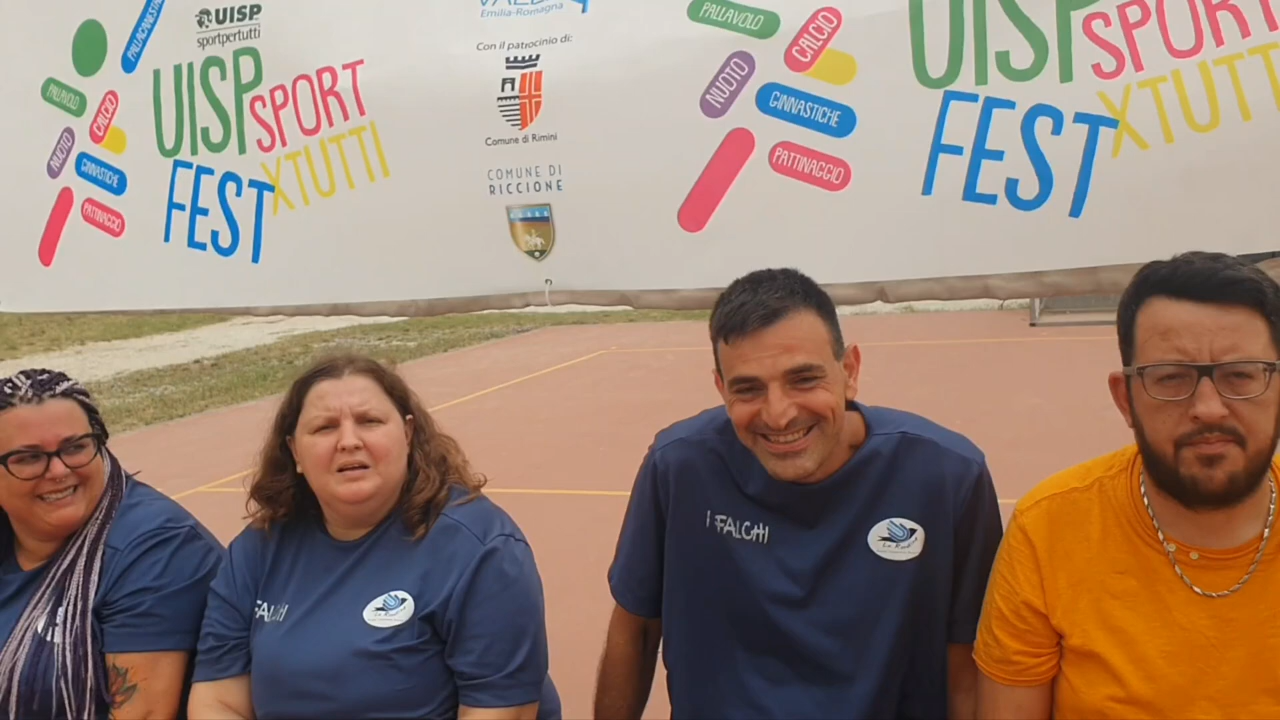 PALLACANESTRO
UISP
sportpertutti
PALLAVOLO
CALCIO
NUOTO
GINNASTICHE
PATTINAGGIO
UISP
SPORT
FEST
XTUTTI
Emilia-Romagna
Con il patrocinio di:
Comune di Rimini
COMUNE DI
RICCIONE
PALLAVOLO
CALCIO
NUOTO
GINNASTICHE
PATTINAGGIO
UISP
SPORT
FEST
XTUTTI
I FALCHI